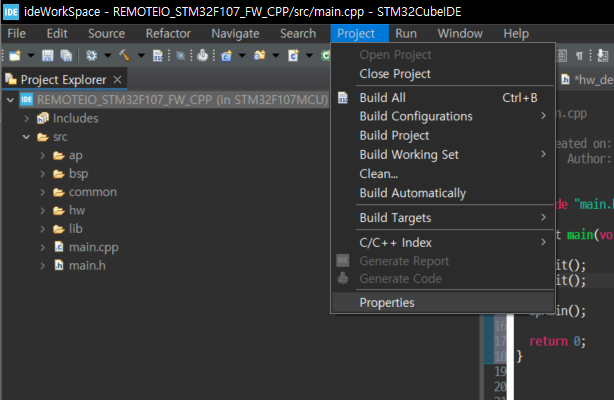 IDE ideWorkSpace - REMOTEIO_STM32F107_FW_CPP/src/main.cpp - STM32CubeIDE
File Edit Source Refactor Navigate Search Project Run Window Help
Project Explorer
IDE REMOTEIO_STM32F107_FW_CPP (in STM32F107MCU)
Includes
src
ap
bsp
common
hw
lib
main.cpp
main.h
Open Project
Close Project
Build All Ctrl+B
Build Configurations
Build Project
Build Working Set
Clean...
Build Automatically
Build Targets
C/C++ Index
Generate Report
Generate Code
Properties
*hw_de
.cpp
eated on:
Author:
de "main.
main(vo
it();
it();
in();
return 0;
}
16
17
18
19
20